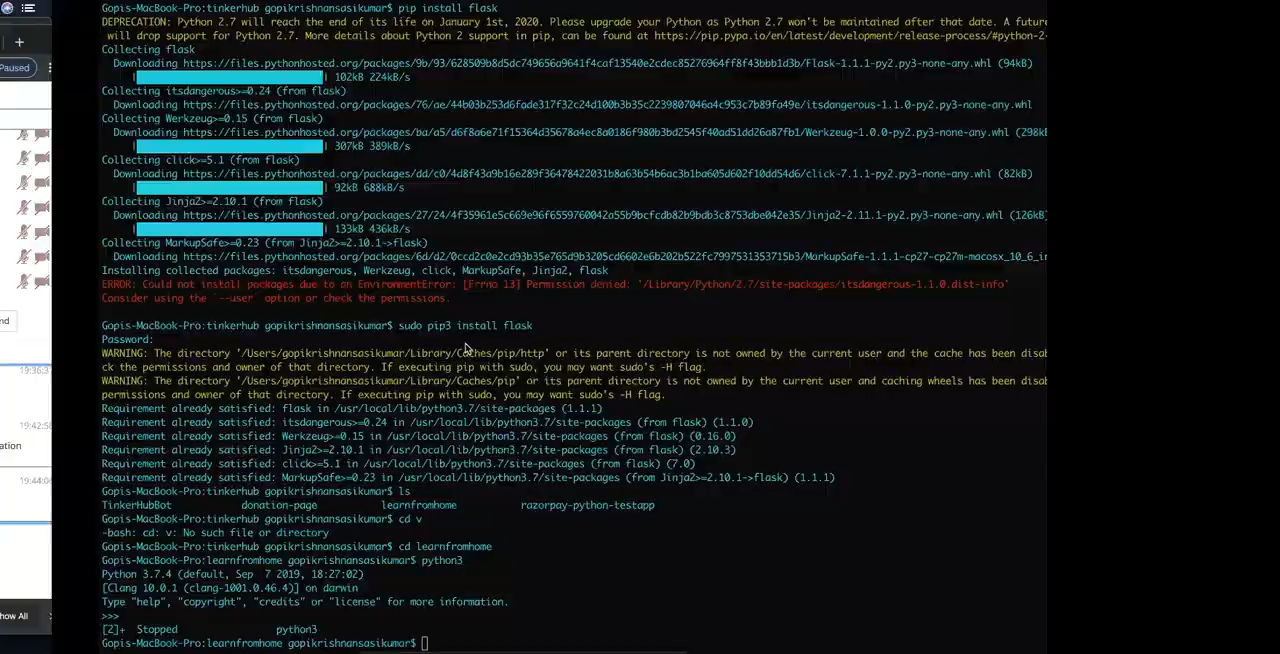 Gopis-MacBook-Pro:tinkerhub gopikrishnansasikumar$ pip install flask
DEPRECATION: Python 2.7 will reach the end of its life on January 1st, 2020. Please upgrade your Python as Python 2.7 won't be maintained after that date. A future
will drop support for Python 2.7. More details about Python 2 support in pip, can be found at https://pip.pypa.io/en/latest/development/release-process/#python-2-
Collecting flask
Downloading https://files.pythonhosted.org/packages/9b/93/628509b8d5dc749656a9641f4caf13540e2cdec85276964ff8f43bbb1d3b/Flask-1.1.1-py2.py3-none-any.whl (94kB)
| | 102kB 224kB/s
Collecting itsdangerous>=0.24 (from flask)
Downloading https://files.pythonhosted.org/packages/76/ae/44b03b253d6fade317f32c24d100b3b35c2239807046a4c953c7b89fa49e/itsdangerous-1.1.0-py2.py3-none-any.whl
Collecting Werkzeug>=0.15 (from flask)
Downloading https://files.pythonhosted.org/packages/ba/a5/d6f8a6e71f15364d35678a4ec8a0186f980b3bd2545f40ad51dd26a87fb1/Werkzeug-1.0.0-py2.py3-none-any.whl (298kB
| | 307kB 389kB/s
Collecting click>=5.1 (from flask)
Downloading https://files.pythonhosted.org/packages/dd/c0/4d8f43a9b16e289f36478422031b8a63b54b6ac3b1ba605d602f10dd54d6/click-7.1.1-py2.py3-none-any.whl (82kB)
| | 92kB 688kB/s
Collecting Jinja2>=2.10.1 (from flask)
Downloading https://files.pythonhosted.org/packages/27/24/4f35961e5c669e96f6559760042a55b9bcfcdb82b9bdb3c8753dbe042e35/Jinja2-2.11.1-py2.py3-none-any.whl (126kB)
| | 133kB 436kB/s
Collecting MarkupSafe>=0.23 (from Jinja2>=2.10.1->flask)
Downloading https://files.pythonhosted.org/packages/6d/d2/0ccd2c0e2cd93b35e765d9b3205cd6602e6b202b522fc7997531353715b3/MarkupSafe-1.1.1-cp27-cp27m-macosx_10_6_in
Installing collected packages: itsdangerous, Werkzeug, click, MarkupSafe, Jinja2, flask
ERROR: Could not install packages due to an EnvironmentError: [Errno 13] Permission denied: '/Library/Python/2.7/site-packages/itsdangerous-1.1.0.dist-info'
Consider using the `--user` option or check the permissions.
Gopis-MacBook-Pro:tinkerhub gopikrishnansasikumar$ sudo pip3 install flask
Password:
WARNING: The directory '/Users/gopikrishnansasikumar/Library/Caches/pip/http' or its parent directory is not owned by the current user and the cache has been disab
ck the permissions and owner of that directory. If executing pip with sudo, you may want sudo's -H flag.
WARNING: The directory '/Users/gopikrishnansasikumar/Library/Caches/pip' or its parent directory is not owned by the current user and caching wheels has been disab
permissions and owner of that directory. If executing pip with sudo, you may want sudo's -H flag.
Requirement already satisfied: flask in /usr/local/lib/python3.7/site-packages (1.1.1)
Requirement already satisfied: itsdangerous>=0.24 in /usr/local/lib/python3.7/site-packages (from flask) (1.1.0)
Requirement already satisfied: Werkzeug>=0.15 in /usr/local/lib/python3.7/site-packages (from flask) (0.16.0)
Requirement already satisfied: Jinja2>=2.10.1 in /usr/local/lib/python3.7/site-packages (from flask) (2.10.3)
Requirement already satisfied: click>=5.1 in /usr/local/lib/python3.7/site-packages (from flask) (7.0)
Requirement already satisfied: MarkupSafe>=0.23 in /usr/local/lib/python3.7/site-packages (from Jinja2>=2.10.1->flask) (1.1.1)
Gopis-MacBook-Pro:tinkerhub gopikrishnansasikumar$ ls
TinkerHubBot donation-page learnfromhome razorpay-python-testapp
Gopis-MacBook-Pro:tinkerhub gopikrishnansasikumar$ cd v
-bash: cd: v: No such file or directory
Gopis-MacBook-Pro:tinkerhub gopikrishnansasikumar$ cd learnfromhome
Gopis-MacBook-Pro:learnfromhome gopikrishnansasikumar$ python3
Python 3.7.4 (default, Sep 7 2019, 18:27:02)
[Clang 10.0.1 (clang-1001.0.46.4)] on darwin
Type "help", "copyright", "credits" or "license" for more information.
>>>
[2]+ Stopped python3
Gopis-MacBook-Pro:learnfromhome gopikrishnansasikumar$
Paused
nd
19:36:3
19:42:58
ation
19:44:0
how All